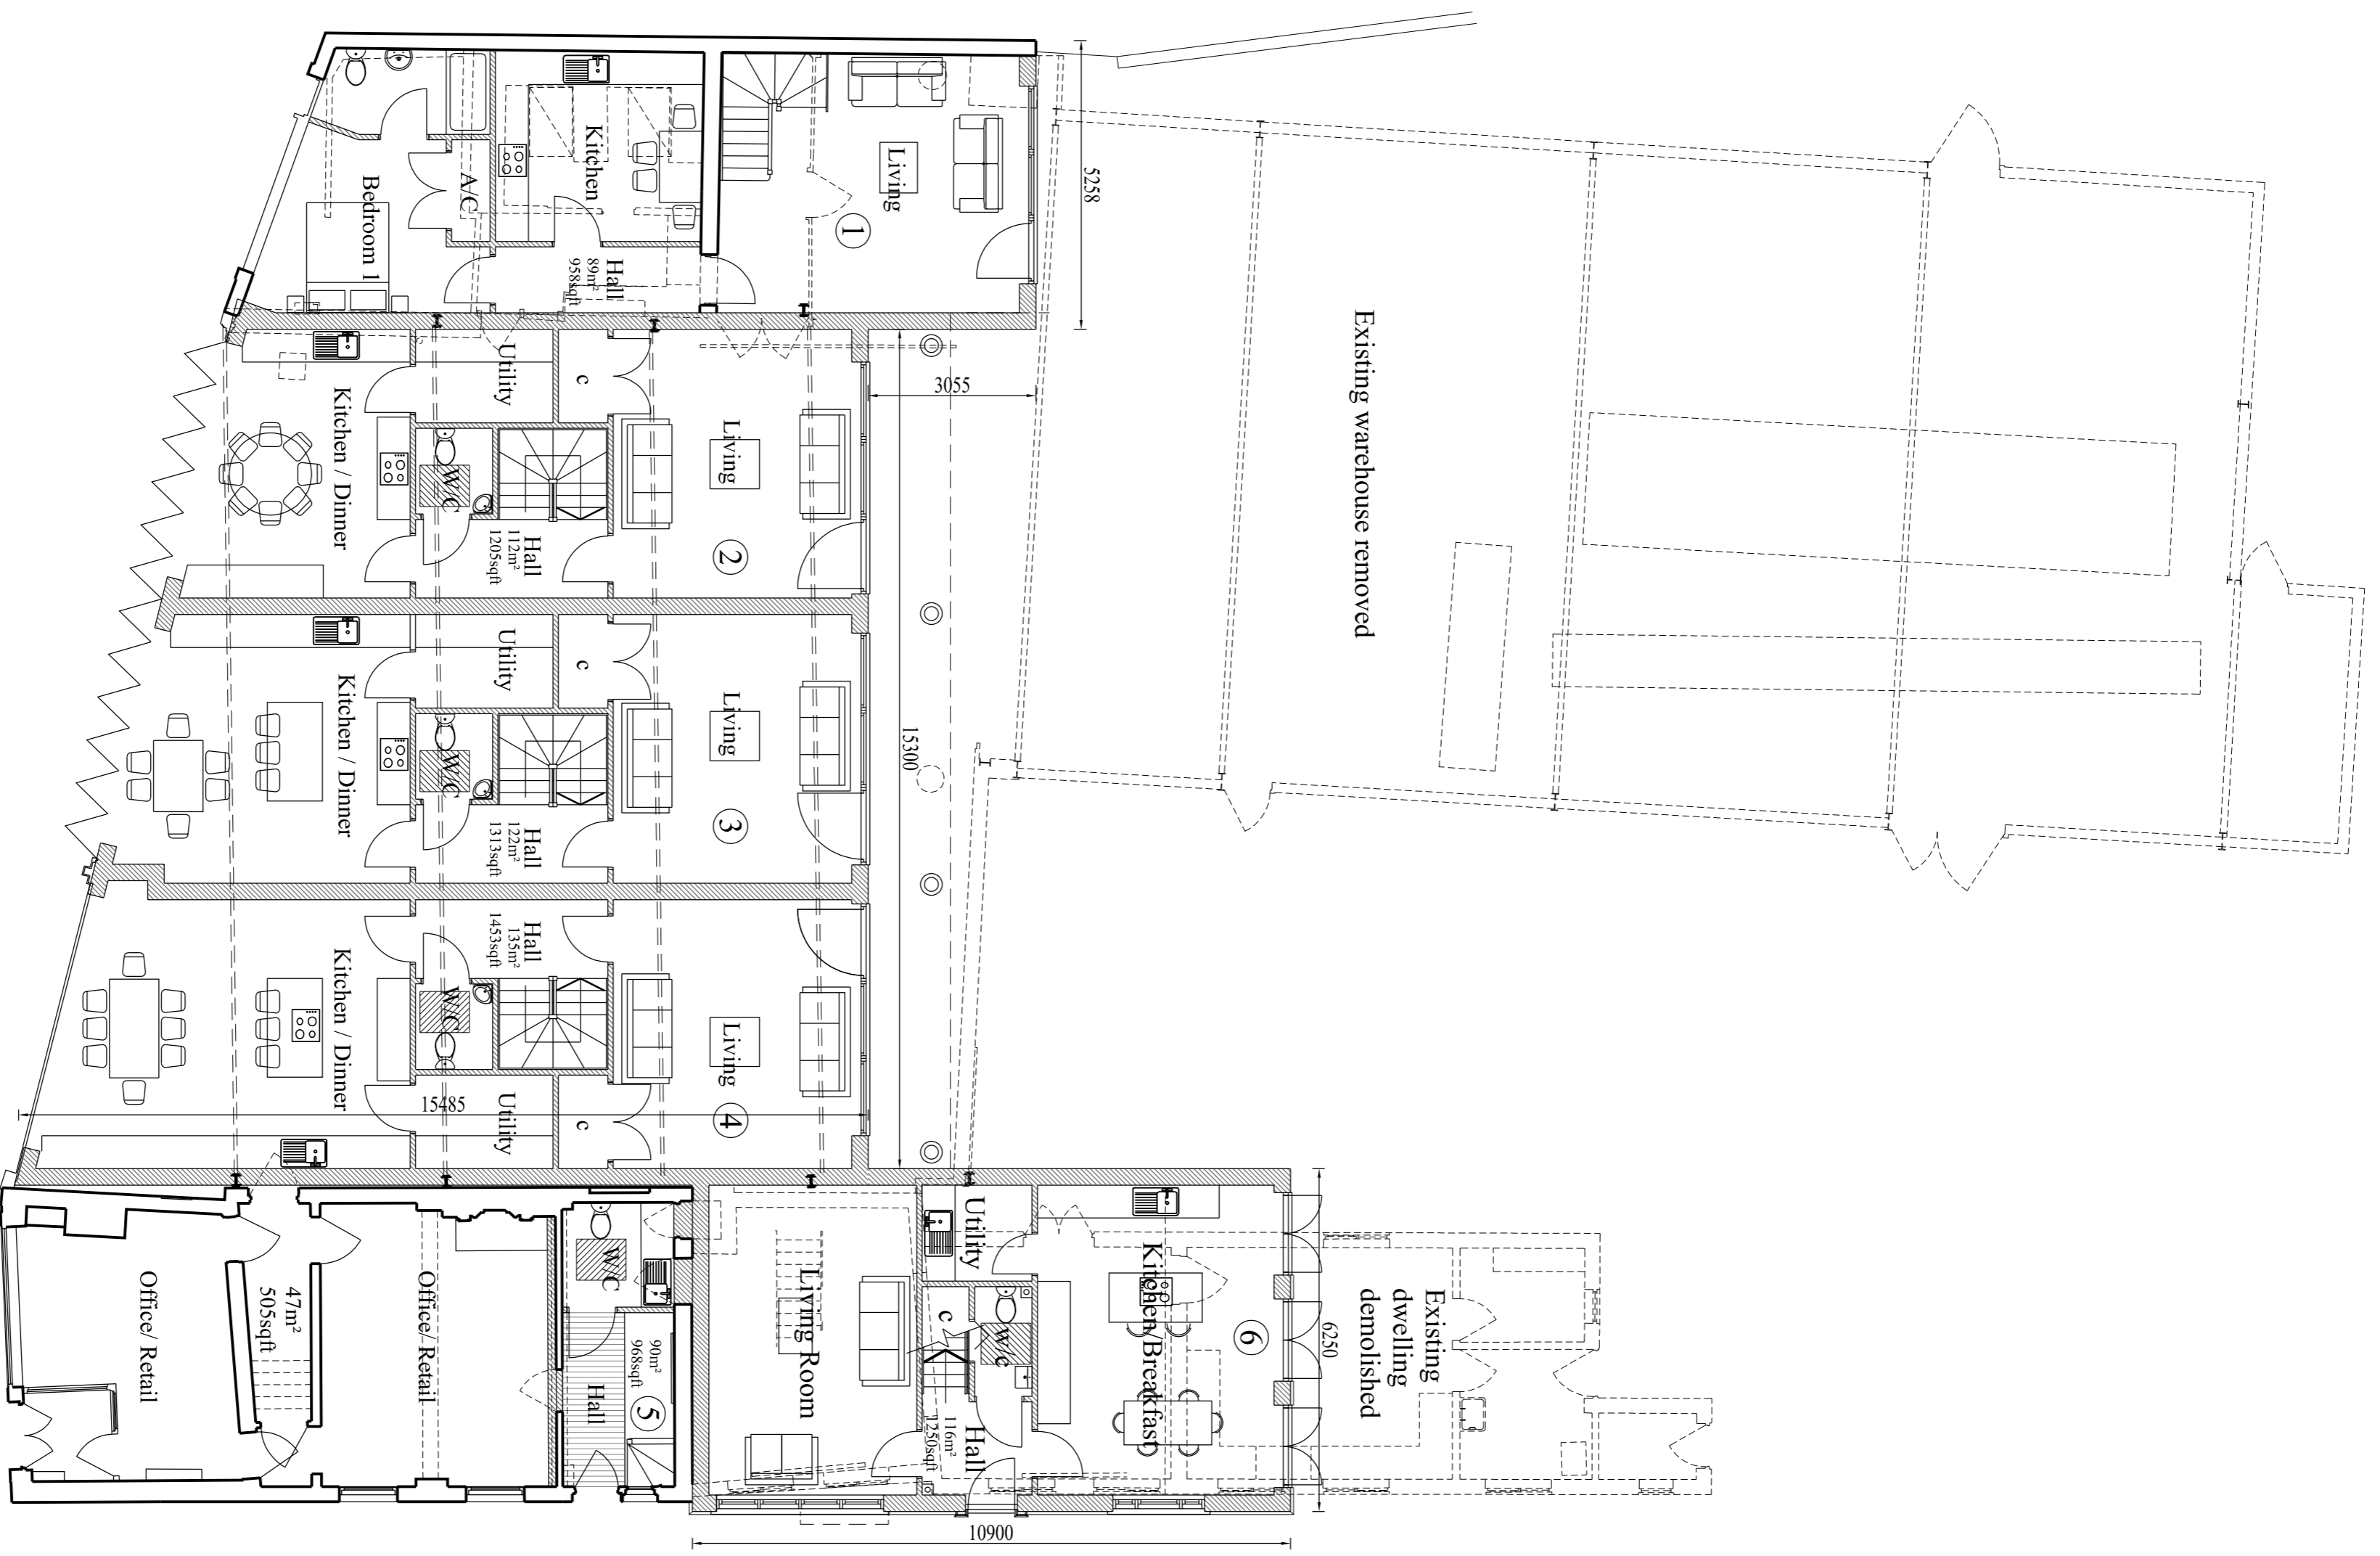 Living
1
5258
Kitchen
A/C
Bedroom 1
Hall
89m²
958sqft
Existing warehouse removed
3055
15300
Utility
c
Living
Kitchen / Dinner
W/C
Hall
112m²
1205sqft
2
Utility
c
Living
Kitchen / Dinner
W/C
Hall
122m²
1313sqft
3
Hall
135m²
1453sqft
Kitchen / Dinner
W/C
Living
Utility
c
4
15485
Office/ Retail
47m²
505sqft
Office/ Retail
W/C
90m²
968sqft
5
Hall
Living Room
Utility
c
W/c
Hall
116m²
1250sqft
Kitchen/Breakfast
6
6250
Existing
dwelling
demolished
10900